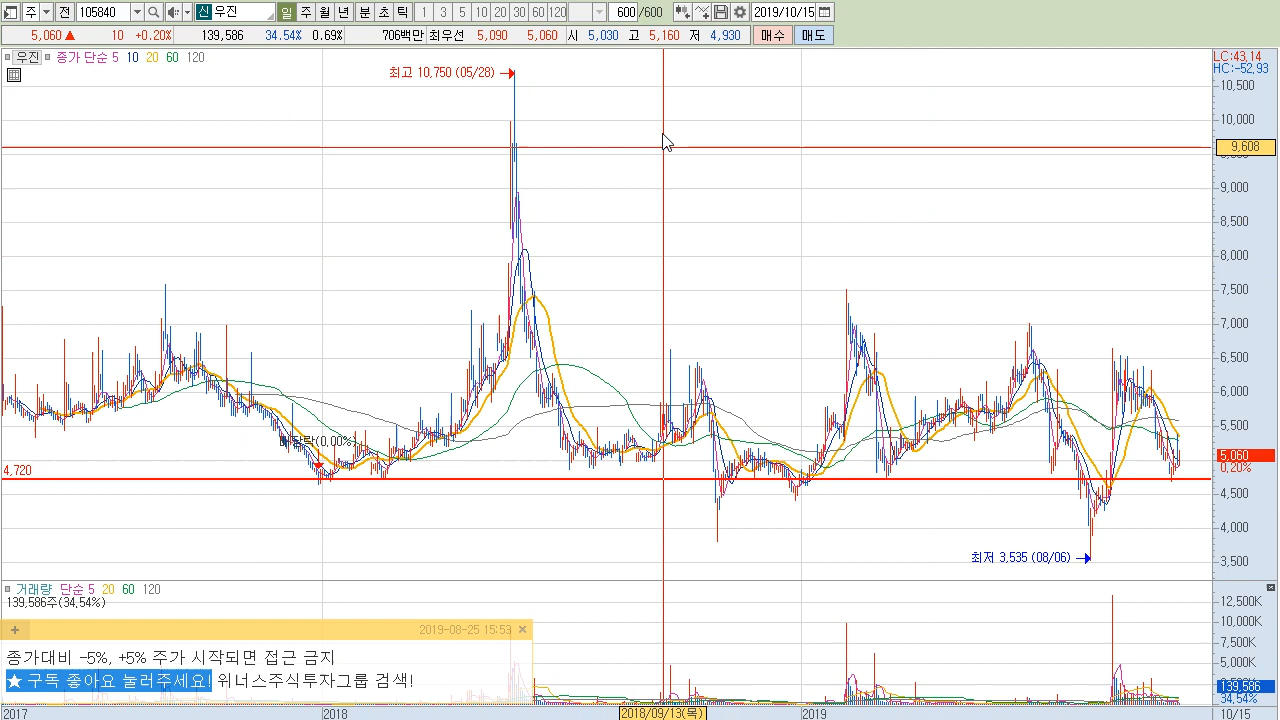 주 전 105840 신 우진 일 주 월 년 분 초 틱 1 3 5 10 20 30 60 120 600 /600 2019/10/15
5,060 10 +0.20% 139,586 34.54% 0.69% 706백만 최우선 5,090 5,060 시 5,030 고 5,160 저 4,930 매수 매도
우진 종가 단순 5 10 20 60 120
LC:43,14
HC:-52,93
최고 10,750 (05/28)
10,500
10,000
9,608
9,000
8,500
8,000
7,500
7,000
6,500
6,000
5,500
5,060
0,20%
4,720
4,500
4,000
3,500
최저 3,535 (08/06)
거래량 단순 5 20 60 120
139,586주(34,54%)
12,500K
10,000K
7,500K
5,000K
139,586
34,54%
2019-08-25 15:53
종가대비 -5%, +5% 주가 시작되면 접근 금지
★ 구독 좋아요 눌러주세요! 위너스주식투자그룹 검색!
2017 2018 2018/09/13(목) 2019 10/15